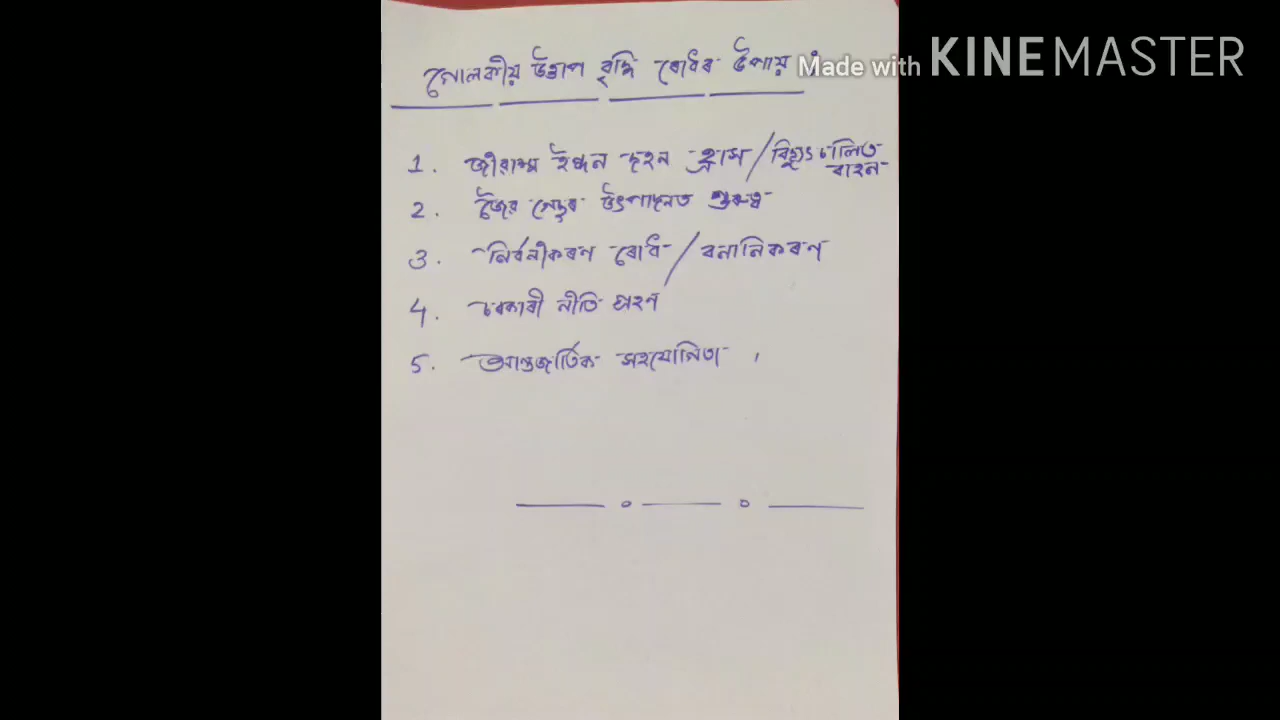 গোলকীয় উত্তাপ বৃদ্ধি ৰোধৰ উপায় :
Made with KINEMASTER
1. জীৱাশ্ম ইন্ধন দহন হ্রাস / বিদ্যুৎ চালিত
বাহন
2. জৈৱ গেছৰ উৎপাদনত গুৰুত্ব
3. নিৰ্বনীকৰণ ৰোধ / বনানিকৰণ
4. চৰকাৰী নীতি গ্ৰহণ
5. আন্তৰ্জাতিক সহযোগিতা ।